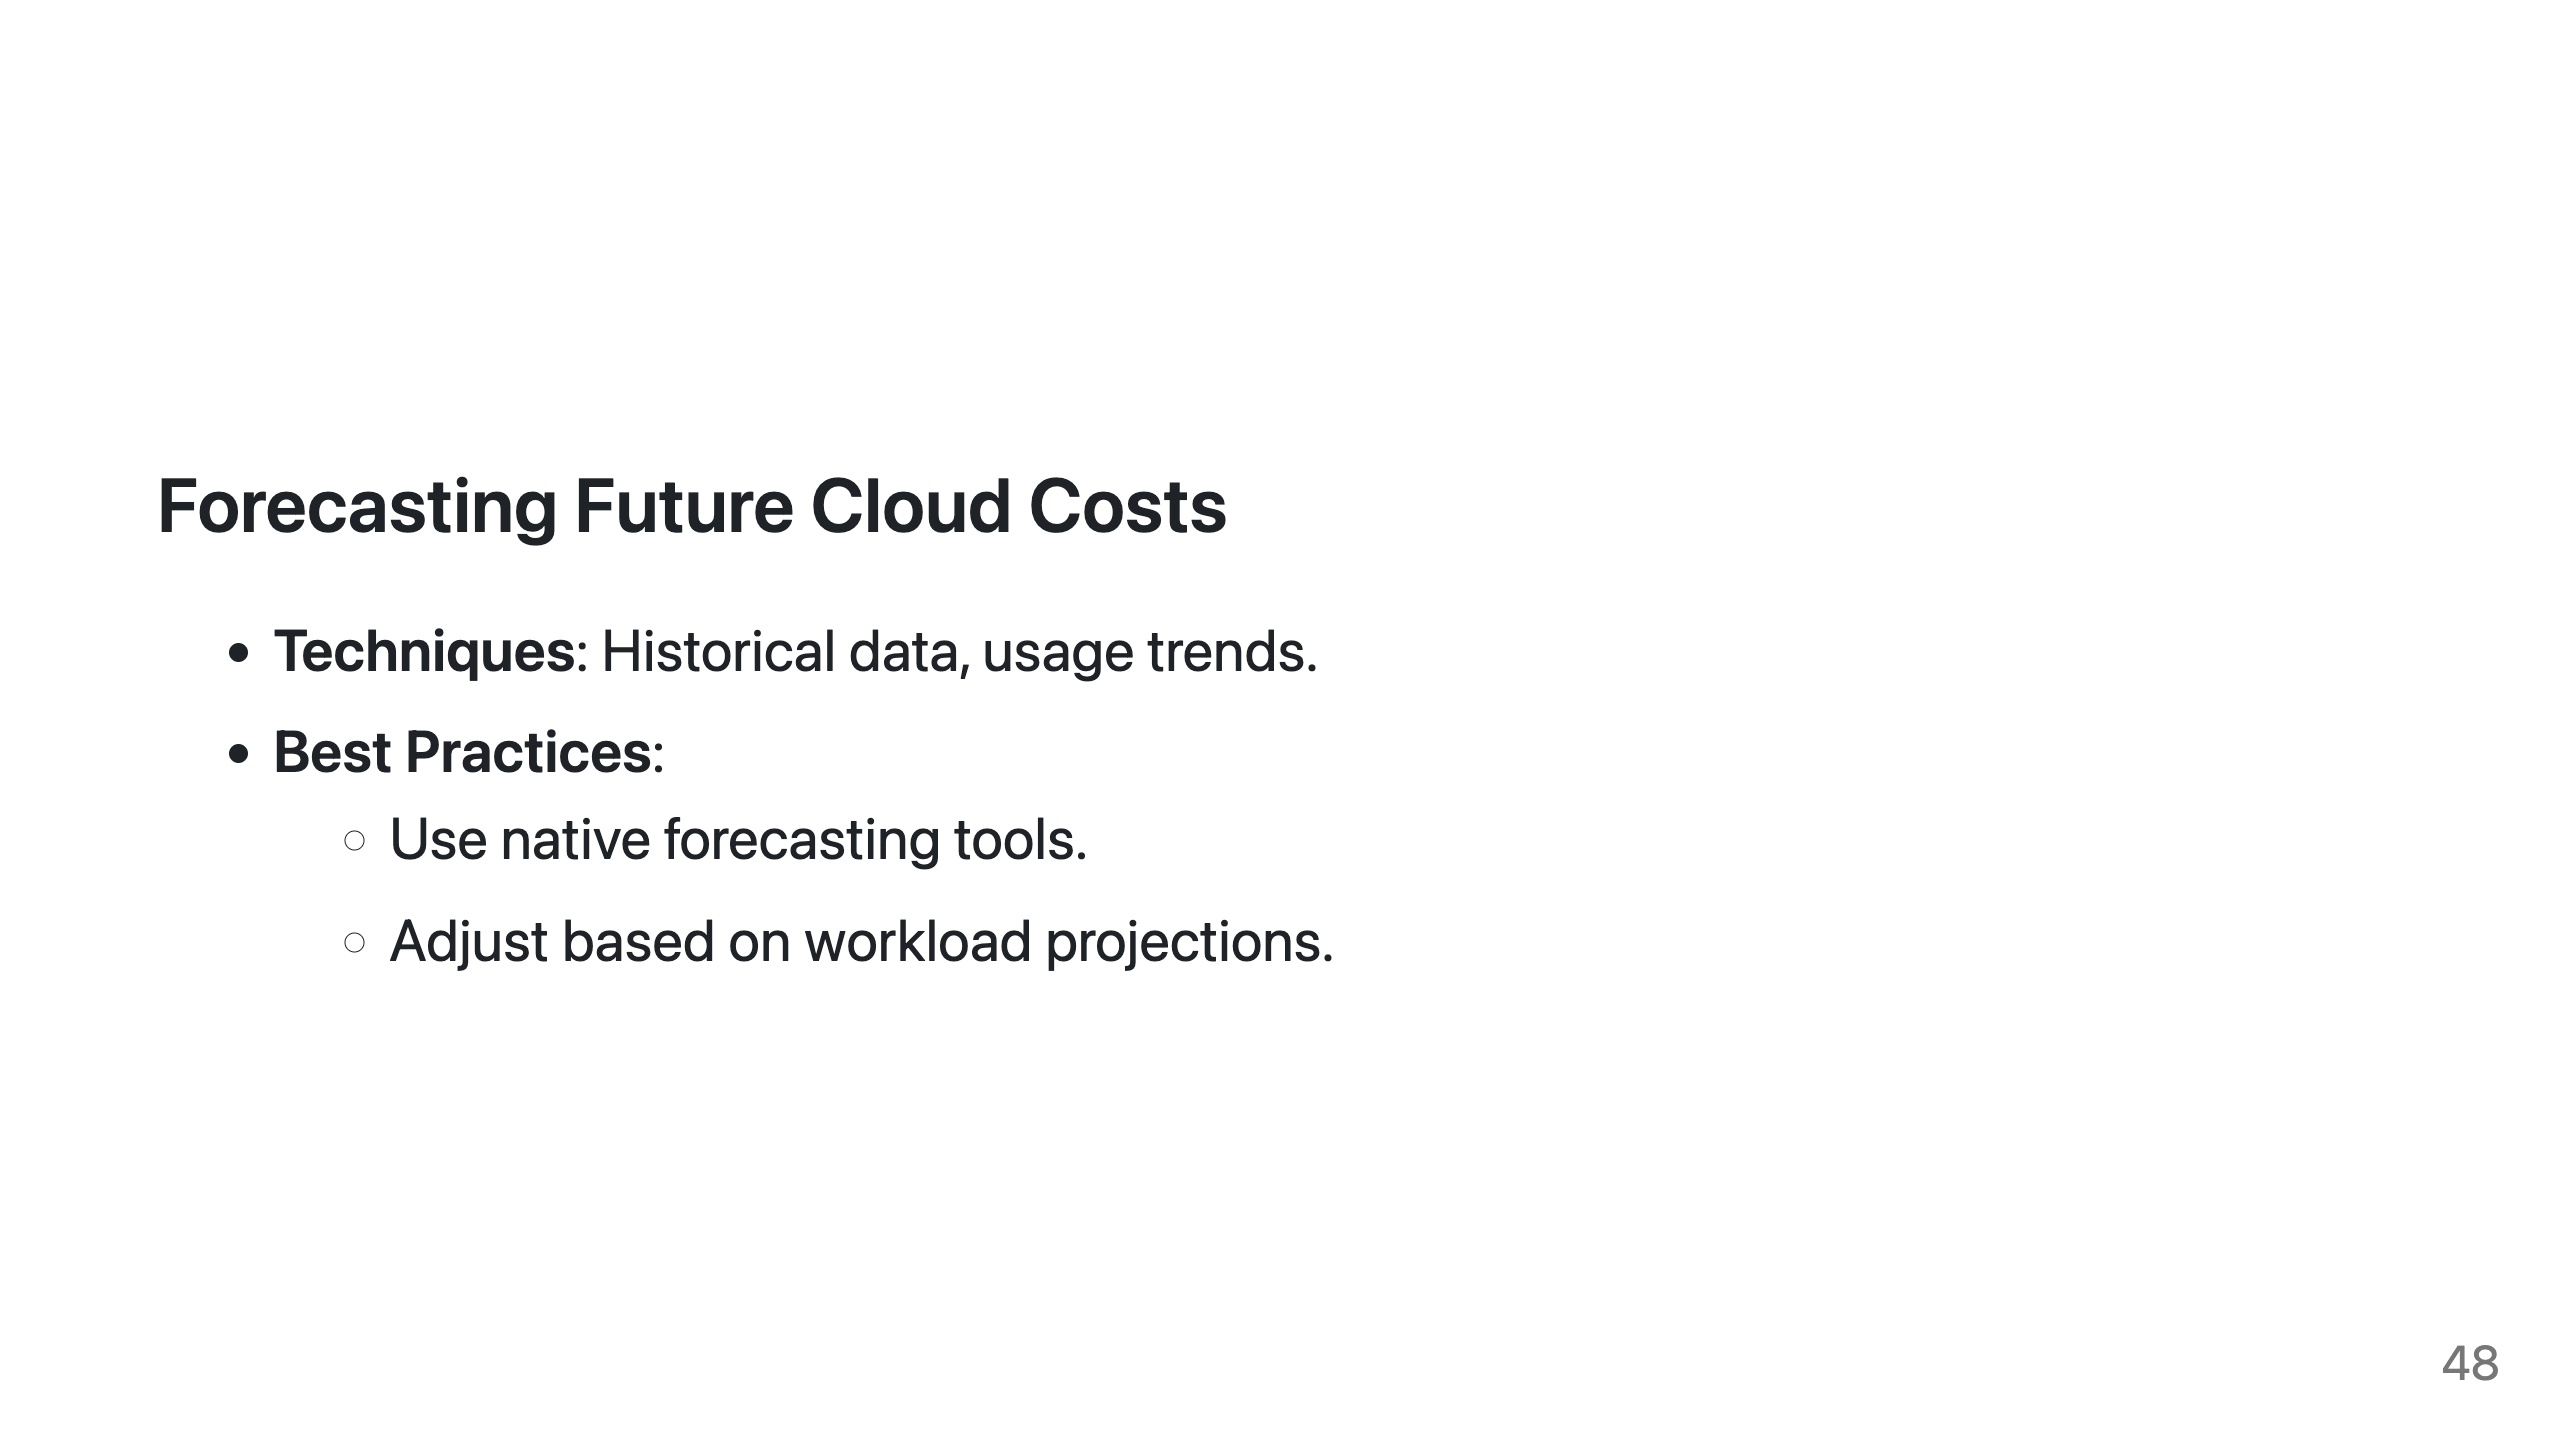 Forecasting Future Cloud Costs
• Techniques: Historical data, usage trends.
• Best Practices:
○ Use native forecasting tools.
○ Adjust based on workload projections.
48